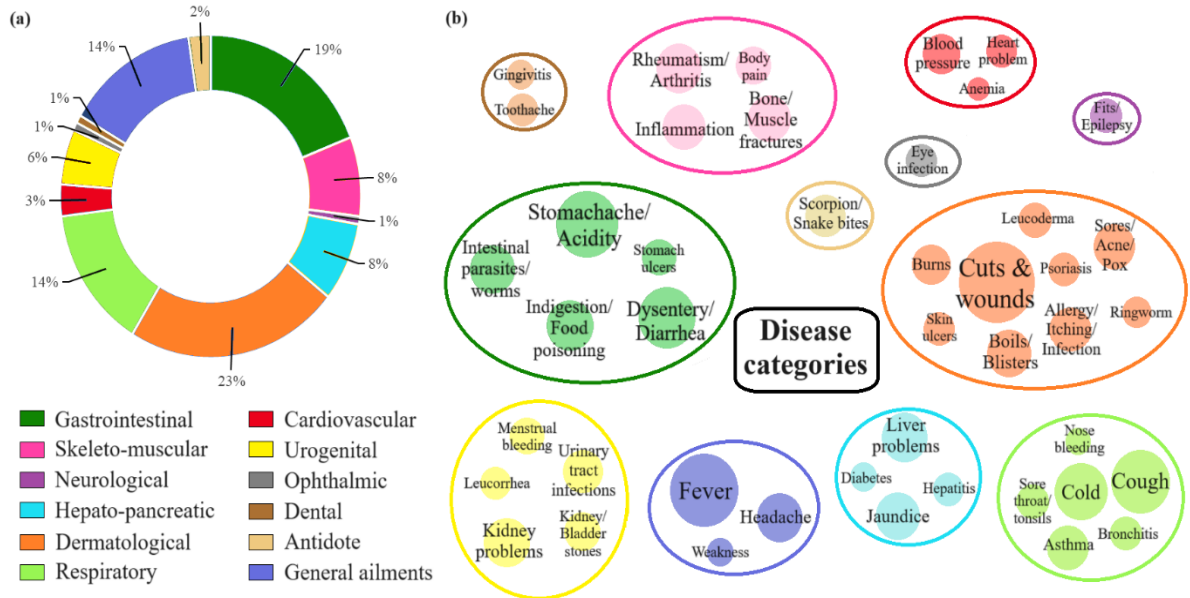 (a)
2%
14%
19%
1%
1%
6%
8%
3%
1%
8%
14%
23%
Gastrointestinal
Skeleto-muscular
Neurological
Hepato-pancreatic
Dermatological
Respiratory
Cardiovascular
Urogenital
Ophthalmic
Dental
Antidote
General ailments
(b)
Gingivitis
Toothache
Rheumatism/
Arthritis
Body
pain
Inflammation
Bone/
Muscle
fractures
Blood
pressure
Heart
problem
Anemia
Fits/
Epilepsy
Eye
infection
Scorpion/
Snake bites
Stomachache/
Acidity
Intestinal
parasites/
worms
Stomach
ulcers
Indigestion/
Food
poisoning
Dysentery/
Diarrhea
Disease
categories
Leucoderma
Sores/
Acne/
Pox
Burns
Cuts &
wounds
Psoriasis
Skin
ulcers
Boils/
Blisters
Allergy/
Itching/
Infection
Ringworm
Menstrual
bleeding
Urinary
tract
infections
Leucorrhea
Kidney
problems
Kidney/
Bladder
stones
Fever
Headache
Weakness
Liver
problems
Diabetes
Hepatitis
Jaundice
Nose
bleeding
Sore
throat/
tonsils
Cold
Cough
Asthma
Bronchitis